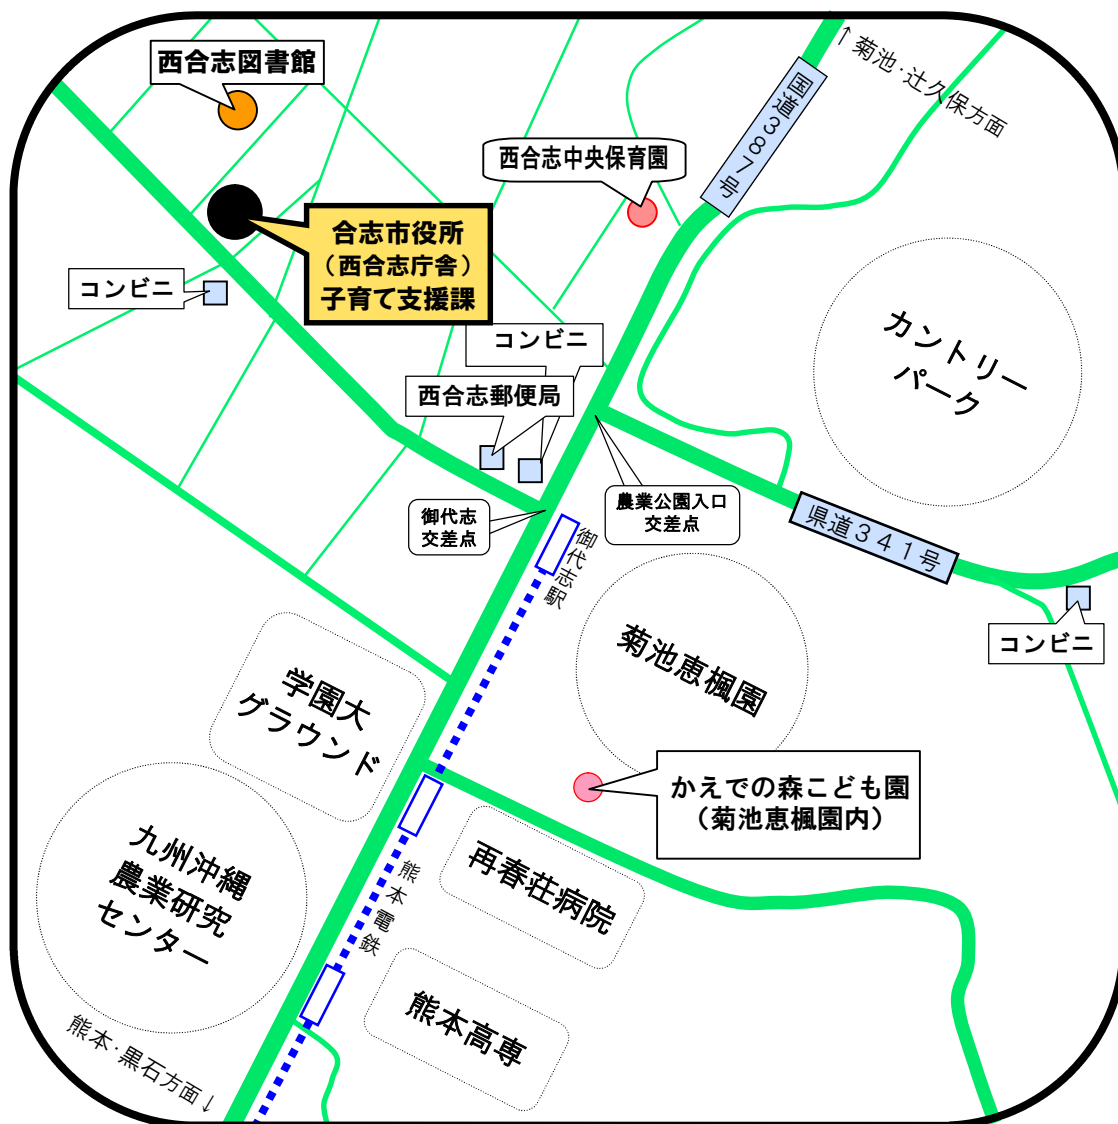 西合志図書館
↑菊池・辻久保方面
国道387号
西合志中央保育園
合志市役所
（西合志庁舎）
子育て支援課
コンビニ
コンビニ
カントリー
パーク
西合志郵便局
農業公園入口
交差点
御代志
交差点
県道341号
御代志駅
コンビニ
菊池恵楓園
学園大
グラウンド
かえでの森こども園
（菊池恵楓園内）
九州沖縄
農業研究
センター
熊本電鉄
再春荘病院
熊本高専
熊本・黒石方面↓